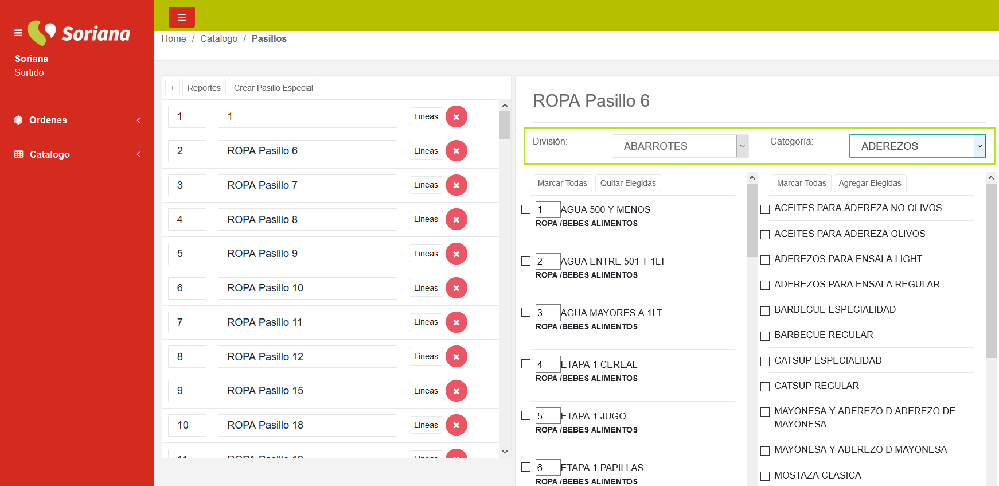 Soriana
Soriana
Surtido
Ordenes
Catalogo
Home / Catalogo / Pasillos
+ Reportes Crear Pasillo Especial
1 1 Lineas
2 ROPA Pasillo 6 Lineas
3 ROPA Pasillo 7 Lineas
4 ROPA Pasillo 8 Lineas
5 ROPA Pasillo 9 Lineas
6 ROPA Pasillo 10 Lineas
7 ROPA Pasillo 11 Lineas
8 ROPA Pasillo 12 Lineas
9 ROPA Pasillo 15 Lineas
10 ROPA Pasillo 18 Lineas
11 ROPA Pasillo 19 Lineas
ROPA Pasillo 6
División: ABARROTES Categoría: ADEREZOS
Marcar Todas Quitar Elegidas
1 AGUA 500 Y MENOS
ROPA /BEBES ALIMENTOS
2 AGUA ENTRE 501 T 1LT
ROPA /BEBES ALIMENTOS
3 AGUA MAYORES A 1LT
ROPA /BEBES ALIMENTOS
4 ETAPA 1 CEREAL
ROPA /BEBES ALIMENTOS
5 ETAPA 1 JUGO
ROPA /BEBES ALIMENTOS
6 ETAPA 1 PAPILLAS
ROPA /BEBES ALIMENTOS
Marcar Todas Agregar Elegidas
ACEITES PARA ADEREZA NO OLIVOS
ACEITES PARA ADEREZA OLIVOS
ADEREZOS PARA ENSALA LIGHT
ADEREZOS PARA ENSALA REGULAR
BARBECUE ESPECIALIDAD
BARBECUE REGULAR
CATSUP ESPECIALIDAD
CATSUP REGULAR
MAYONESA Y ADEREZO D ADEREZO DE
MAYONESA
MAYONESA Y ADEREZO D MAYONESA
MOSTAZA CLASICA